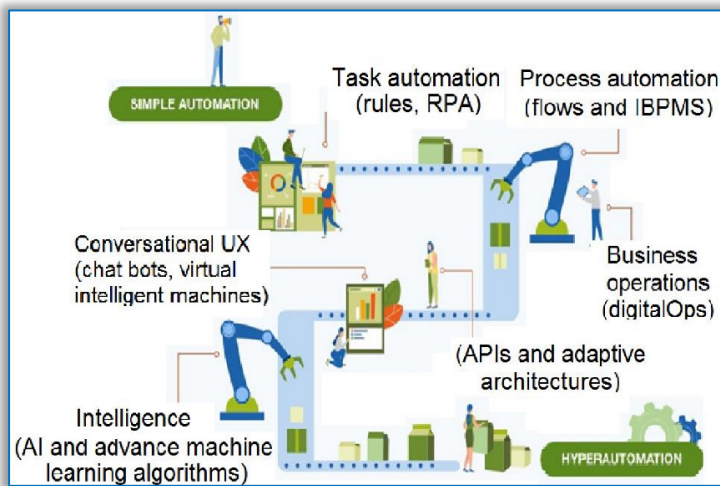 SIMPLE AUTOMATION
Task automation
(rules, RPA)
Process automation
(flows and IBPMS)
Conversational UX
(chat bots, virtual
intelligent machines)
Business
operations
(digitalOps)
(APIs and adaptive
architectures)
Intelligence
(AI and advance machine
learning algorithms)
HYPERAUTOMATION